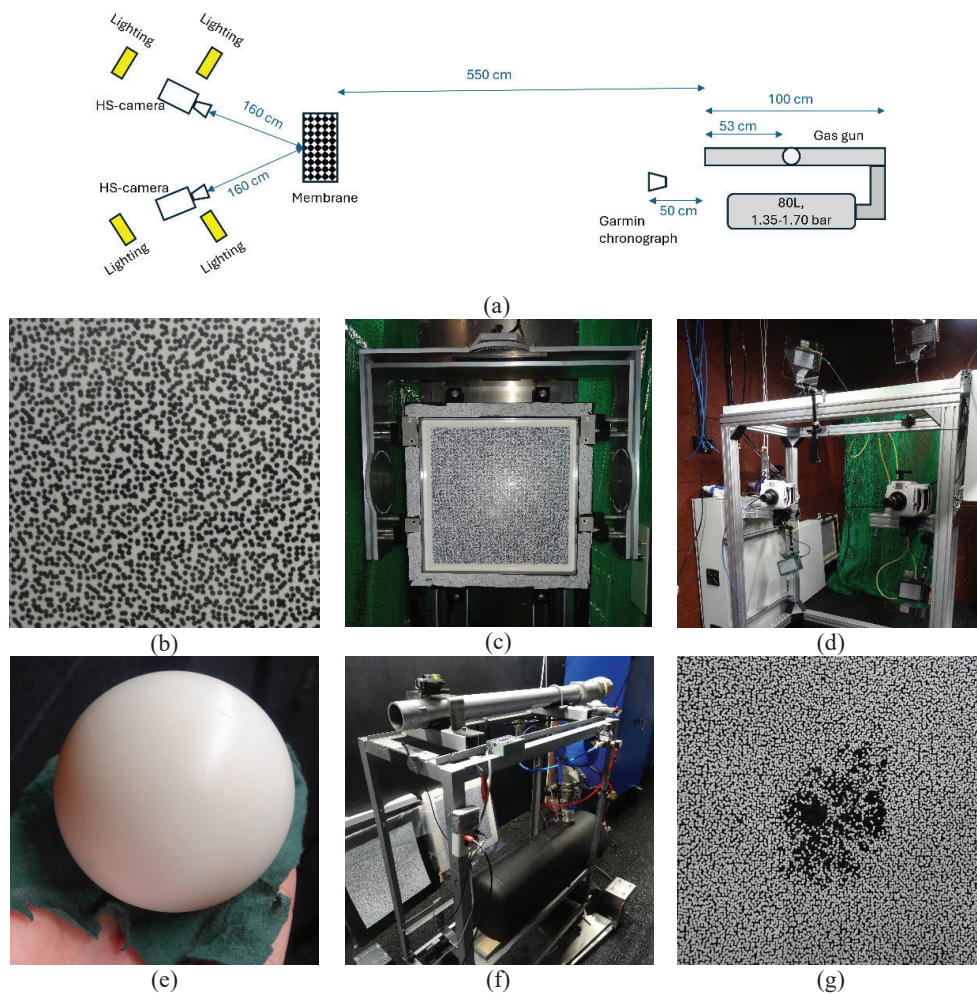 Lighting
Lighting
HS-camera
160 cm
550 cm
100 cm
53 cm
Gas gun
HS-camera
160 cm
Membrane
50 cm
Garmin
chronograph
80L,
1.35-1.70 bar
Lighting
Lighting
(a)
(b)
(c)
(d)
(e)
(f)
(g)